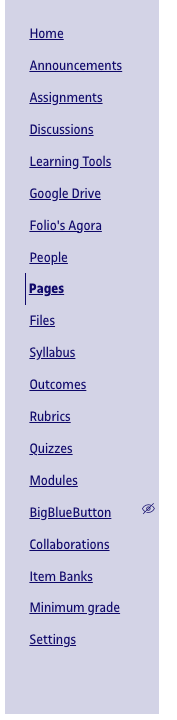 Home
Announcements
Assignments
Discussions
Learning Tools
Google Drive
Folio's Agora
People
Pages
Files
Syllabus
Outcomes
Rubrics
Quizzes
Modules
BigBlueButton
Collaborations
Item Banks
Minimum grade
Settings